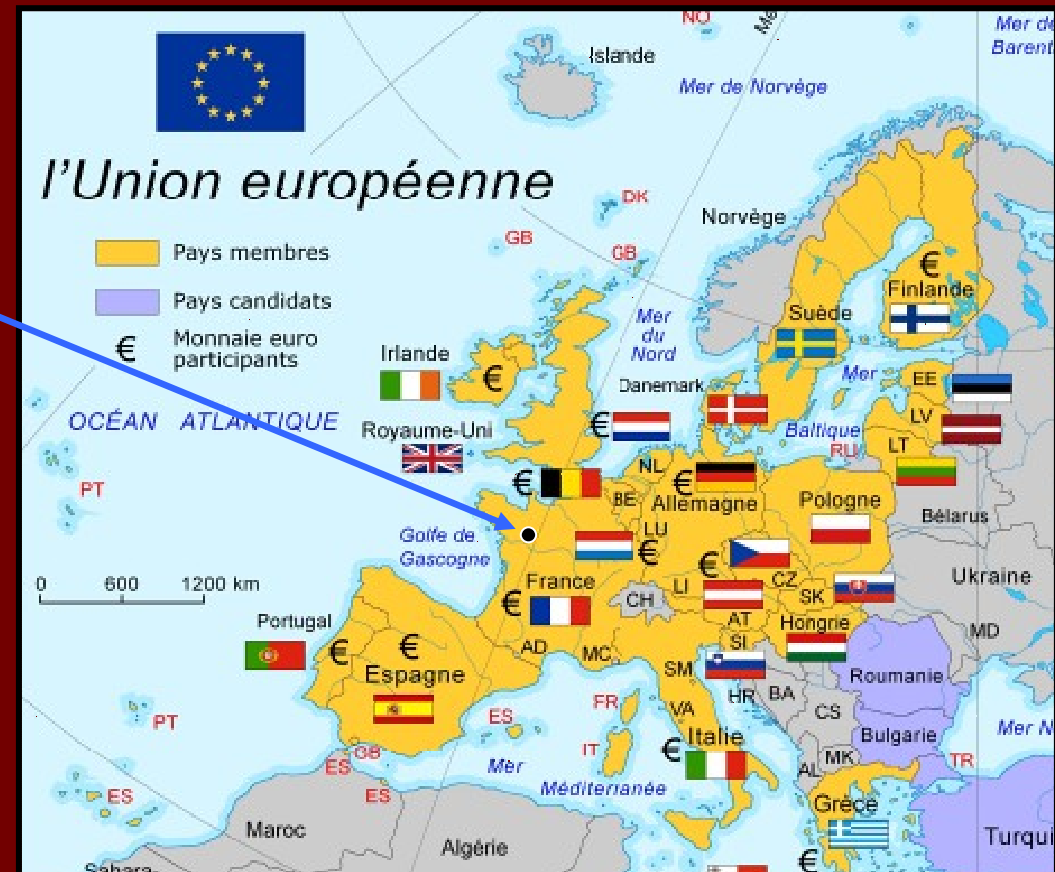 NO
Islande
Mer de
Barent
Mer de Norvège
l'Union européenne
DK
GB
GB
Norvège
Pays membres
Pays candidats
€ Monnaie euro
participants
€
Finlande
Suède
Mer
du
Nord
Irlande
€
Danemark
Mer
Baltique
EE
LV
LT
RU
OCÉAN ATLANTIQUE
Royaume-Uni
€
€
NL
BE
€
Allemagne
LU
€
Pologne
Bélarus
PT
Golfe de
Gascogne
0 600 1200 km
France
€
CH
LI
€
CZ
SK
Ukraine
AT
Hongrie
SI
MD
Portugal
€
€
Espagne
AD
MC
SM
VA
HR
BA
CS
Roumanie
Bulgarie
Mer N
PT
ES
FR
IT
€
Italie
MK
AL
TR
GB
ES
ES
ES
Mer
Méditerranée
Grèce
€
Turqui
Maroc
Algérie
Sahara